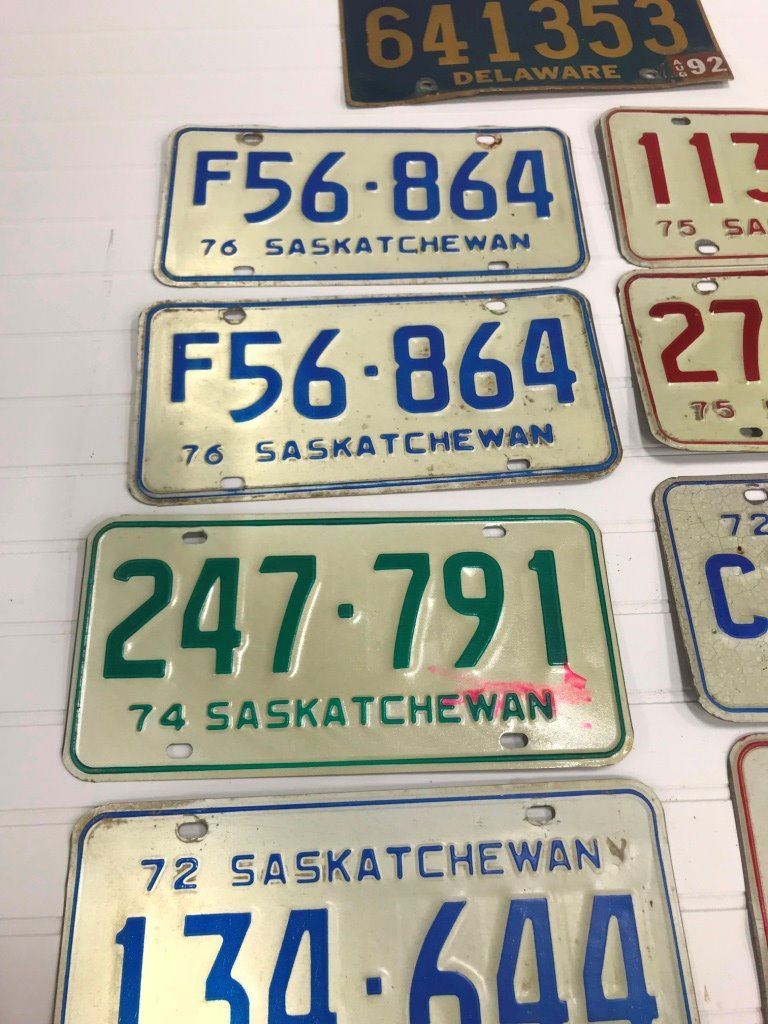 641353
DELAWARE
AUG 92
F56·864
76 SASKATCHEWAN
F56·864
76 SASKATCHEWAN
247·791
74 SASKATCHEWAN
72 SASKATCHEWAN
134·644
113
75 SA
27
75
72
C